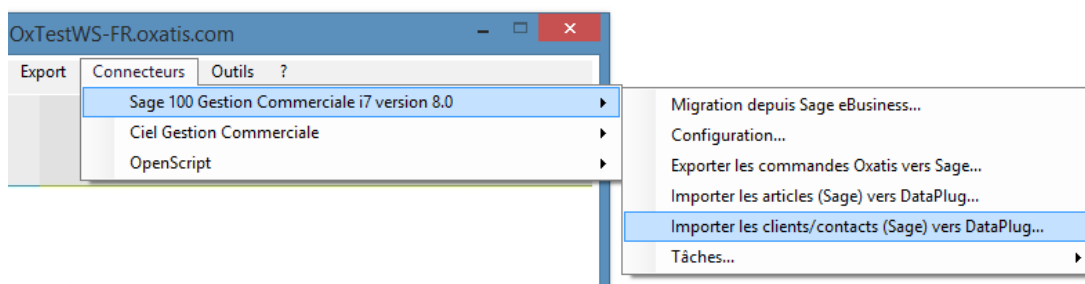 OxTestWS-FR.oxatis.com
Export Connecteurs Outils ?
Sage 100 Gestion Commerciale i7 version 8.0
Ciel Gestion Commerciale
OpenScript
Migration depuis Sage eBusiness...
Configuration...
Exporter les commandes Oxatis vers Sage...
Importer les articles (Sage) vers DataPlug...
Importer les clients/contacts (Sage) vers DataPlug...
Tâches...